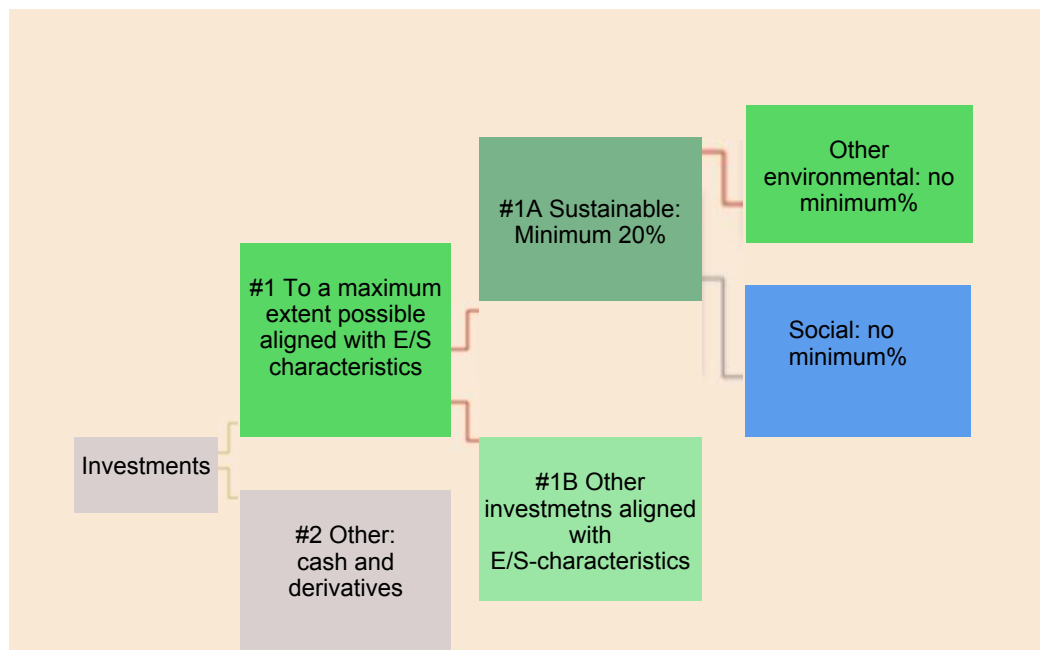 Investments
#1 To a maximum
extent possible
aligned with E/S
characteristics
#2 Other:
cash and
derivatives
#1A Sustainable:
Minimum 20%
#1B Other
investmetns aligned
with
E/S-characteristics
Other
environmental: no
minimum%
Social: no
minimum%